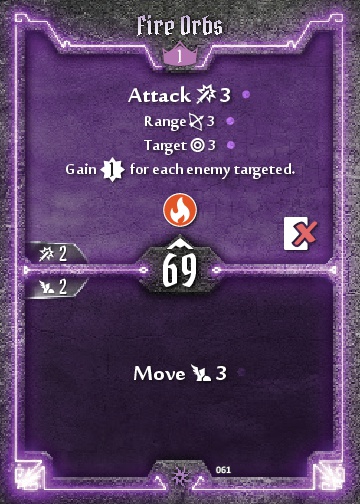 Fire Orbs
1
Attack 3
Range 3
Target 3
Gain 1 for each enemy targeted.
2
69
2
Move 3
061